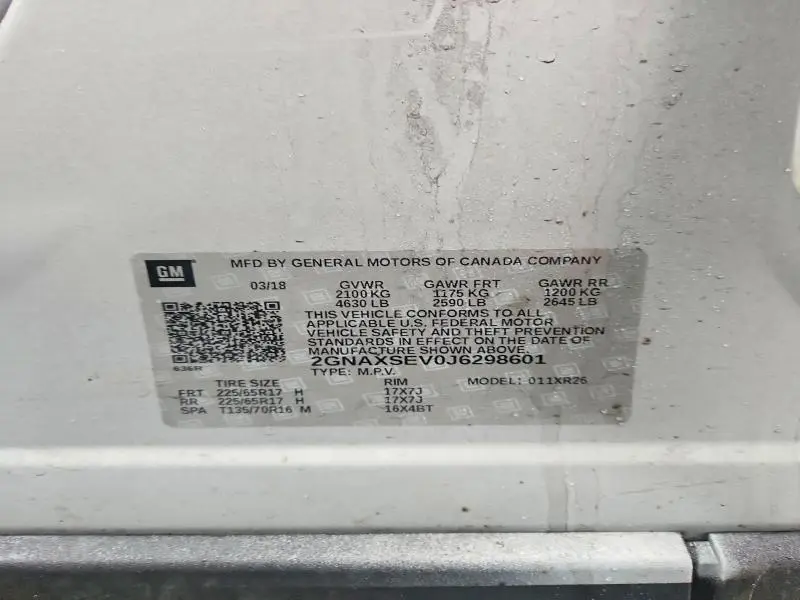 GM
MFD BY GENERAL MOTORS OF CANADA COMPANY
03/18 GVWR GAWR FRT GAWR RR
2100 KG 1175 KG 1200 KG
4630 LB 2590 LB 2645 LB
THIS VEHICLE CONFORMS TO ALL
APPLICABLE U.S. FEDERAL MOTOR
VEHICLE SAFETY AND THEFT PREVENTION
STANDARDS IN EFFECT ON THE DATE OF
MANUFACTURE SHOWN ABOVE.
2GNAXSEV0J6298601
636R
TYPE: M.P.V.
TIRE SIZE RIM MODEL: 011XR26
FRT 225/65R17 H 17X7J
RR 225/65R17 H 17X7J
SPA T135/70R16 M 16X4BT